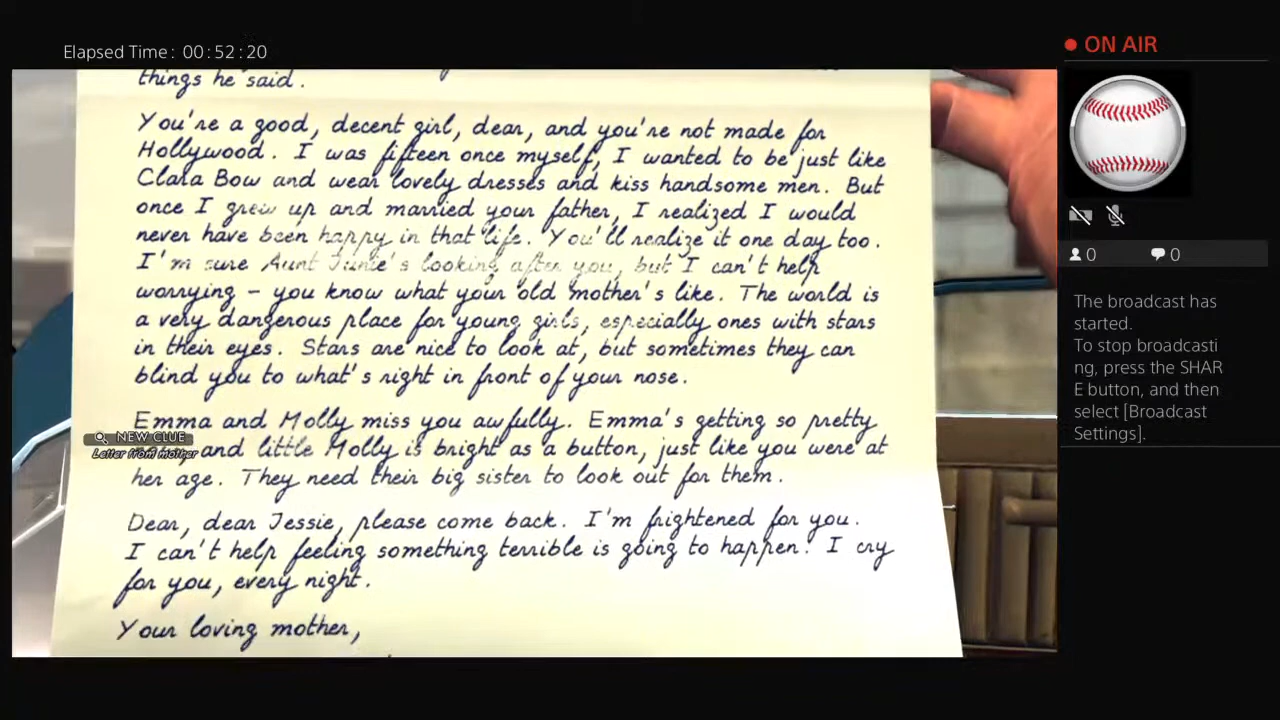 Elapsed Time: 00:52:20
ON AIR
things he said.
You're a good, decent girl, dear, and you're not made for
Hollywood. I was fifteen once myself, I wanted to be just like
Clara Bow and wear lovely dresses and kiss handsome men. But
once I grew up and married your father, I realized I would
never have been happy in that life. You'll realize it one day too.
I'm sure Aunt Junie's looking after you, but I can't help
worrying - you know what your old mother's like. The world is
a very dangerous place for young girls, especially ones with stars
in their eyes. Stars are nice to look at, but sometimes they can
blind you to what's right in front of your nose.
Emma and Molly miss you awfully. Emma's getting so pretty
and little Molly is bright as a button, just like you were at
her age. They need their big sister to look out for them.
Dear, dear Jessie, please come back. I'm frightened for you.
I can't help feeling something terrible is going to happen. I cry
for you, every night.
Your loving mother,
NEW CLUE
Letter from mother
0
0
The broadcast has
started.
To stop broadcasti
ng, press the SHAR
E button, and then
select [Broadcast
Settings].